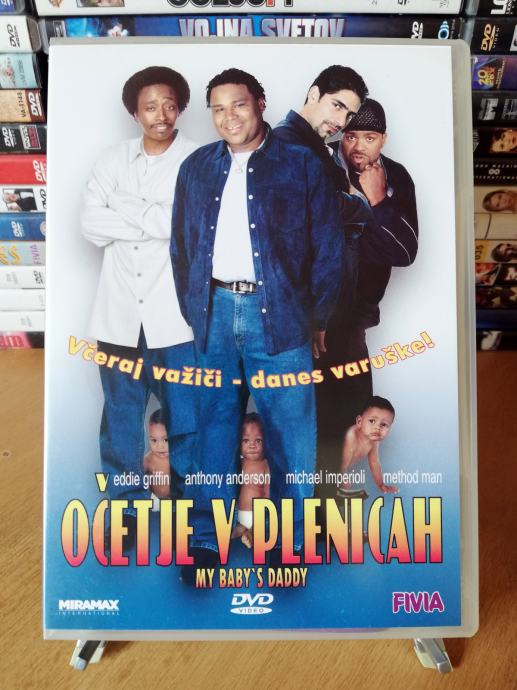 VOJNA SVETOV
Včeraj važiči - danes varuške!
eddie griffin anthony anderson michael imperioli method man
OČETJE V PLENICAH
MY BABY`S DADDY
MIRAMAX
INTERNATIONAL
DVD
VIDEO
FIVIA